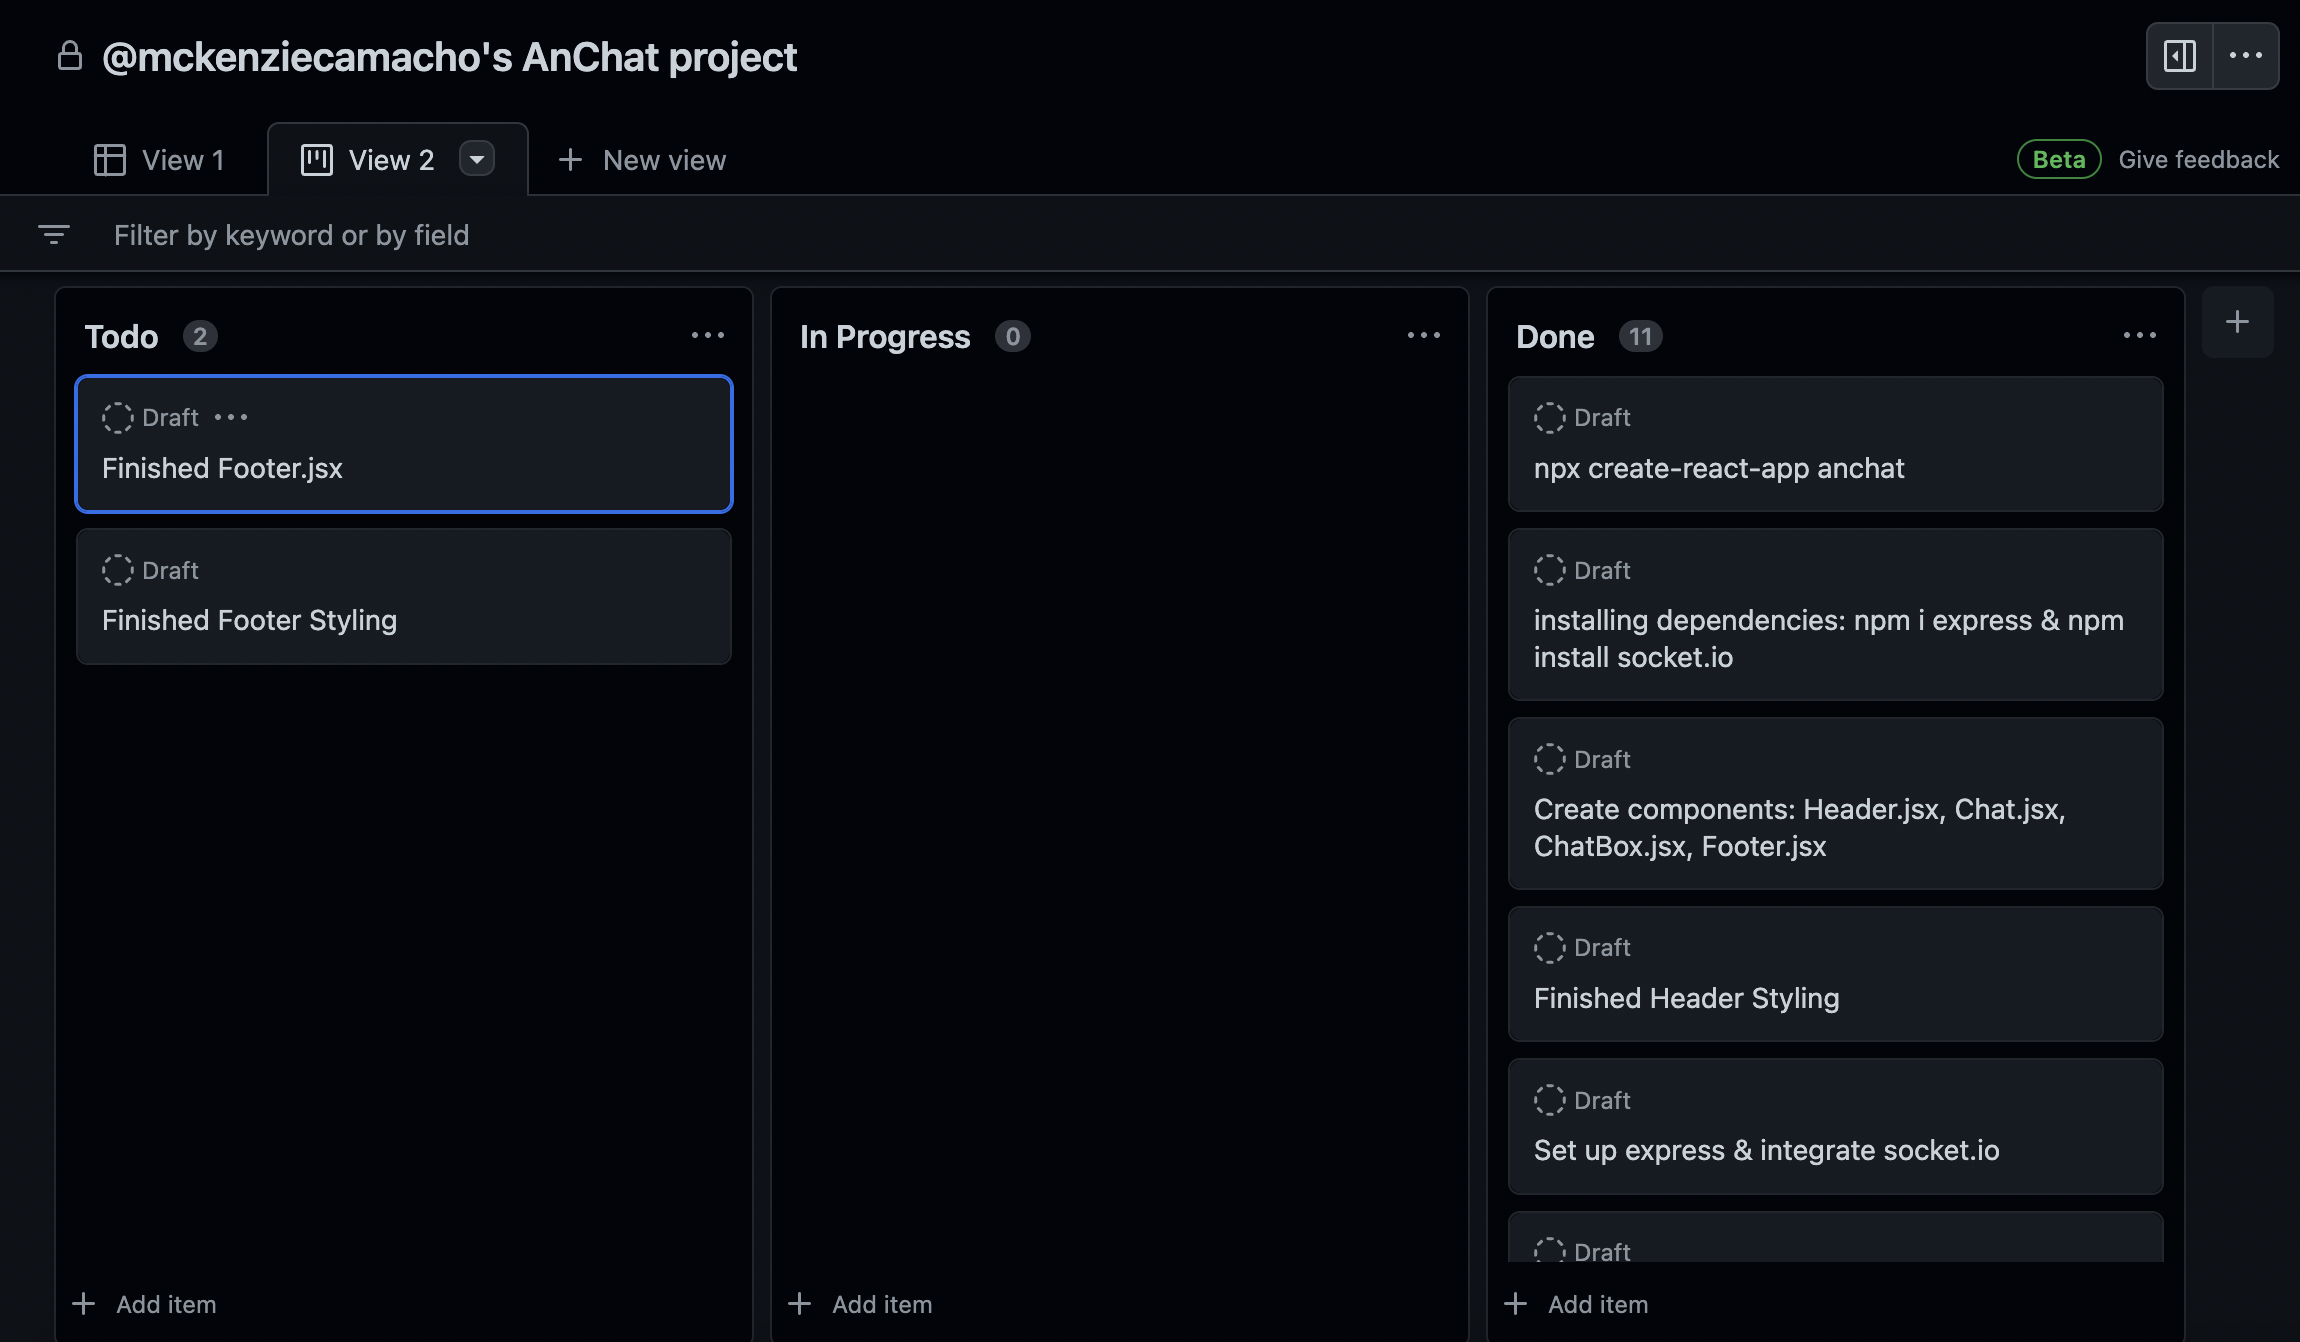 @mckenziecamacho's AnChat project
View 1
View 2
New view
Beta
Give feedback
Filter by keyword or by field
Todo 2
Draft
Finished Footer.jsx
Draft
Finished Footer Styling
Add item
In Progress 0
Add item
Done 11
Draft
npx create-react-app anchat
Draft
installing dependencies: npm i express & npm
install socket.io
Draft
Create components: Header.jsx, Chat.jsx,
ChatBox.jsx, Footer.jsx
Draft
Finished Header Styling
Draft
Set up express & integrate socket.io
Draft
Add item